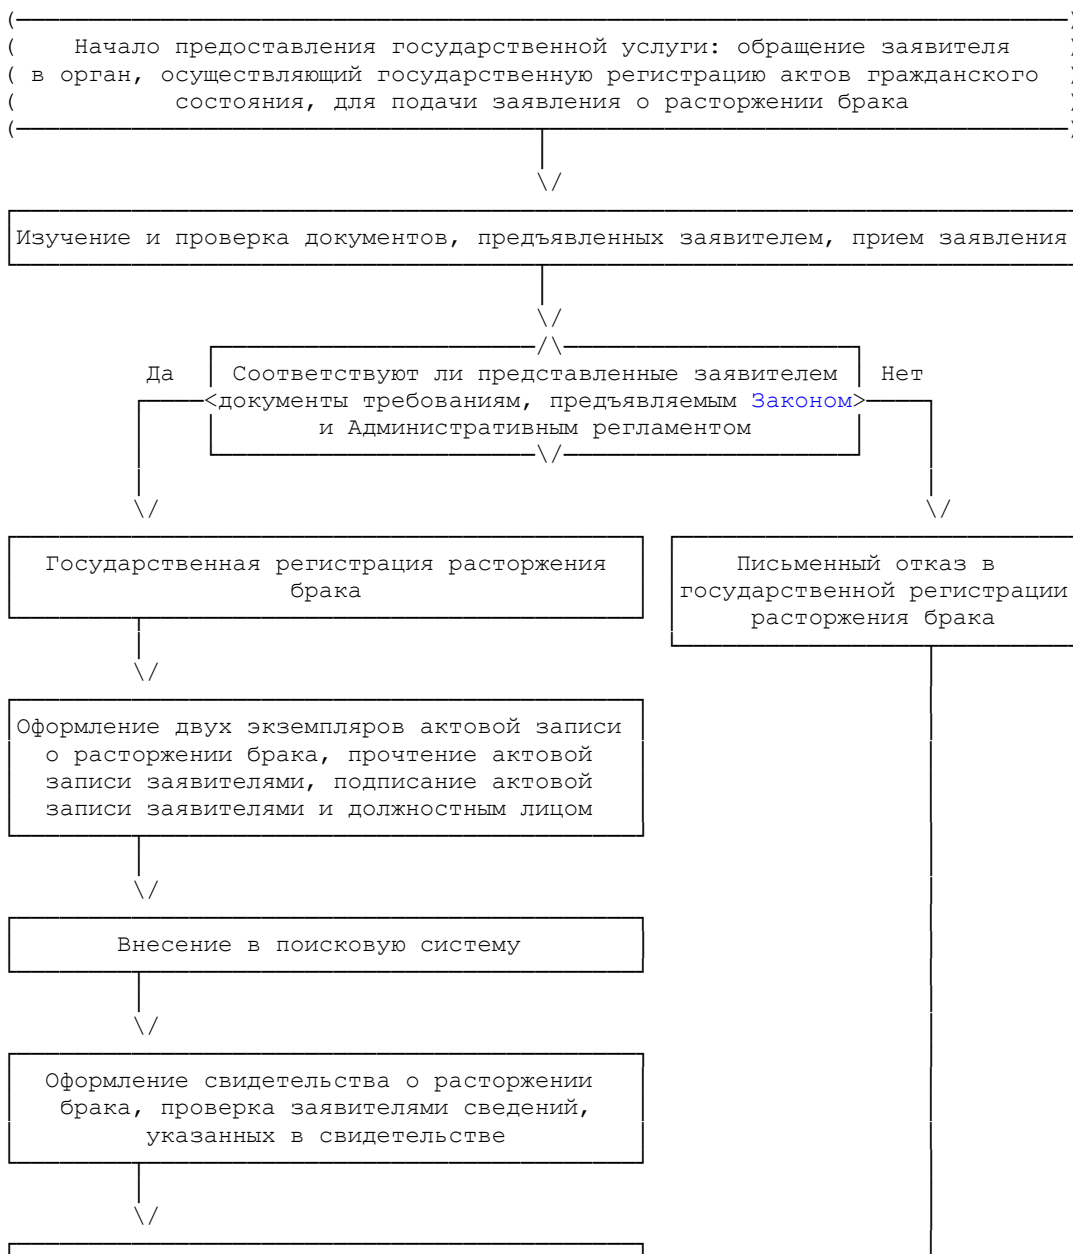 Начало предоставления государственной услуги: обращение заявителя
в орган, осуществляющий государственную регистрацию актов гражданского
состояния, для подачи заявления о расторжении брака
Изучение и проверка документов, предъявленных заявителем, прием заявления
Да
Соответствуют ли представленные заявителем
Нет
документы требованиям, предъявляемым Законом
и Административным регламентом
Государственная регистрация расторжения
брака
Письменный отказ в
государственной регистрации
расторжения брака
Оформление двух экземпляров актовой записи
о расторжении брака, прочтение актовой
записи заявителями, подписание актовой
записи заявителями и должностным лицом
Внесение в поисковую систему
Оформление свидетельства о расторжении
брака, проверка заявителями сведений,
указанных в свидетельстве